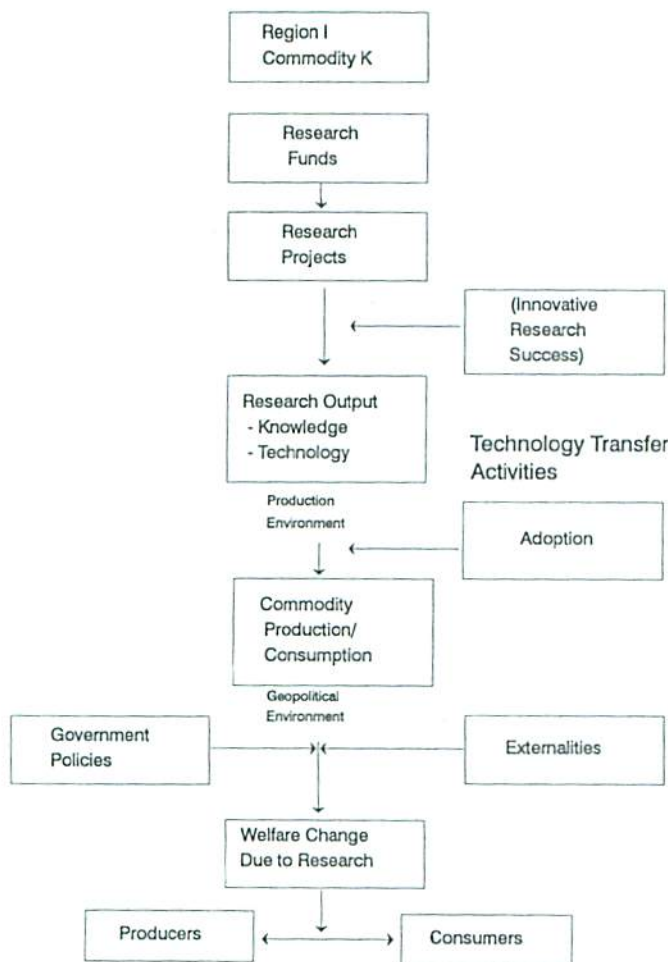 Region I
Commodity K
Research
Funds
Research
Projects
(Innovative
Research
Success)
Research Output
- Knowledge
- Technology
Technology Transfer
Activities
Production
Environment
Adoption
Commodity
Production/
Consumption
Geopolitical
Environment
Government
Policies
Externalities
Welfare Change
Due to Research
Producers
Consumers